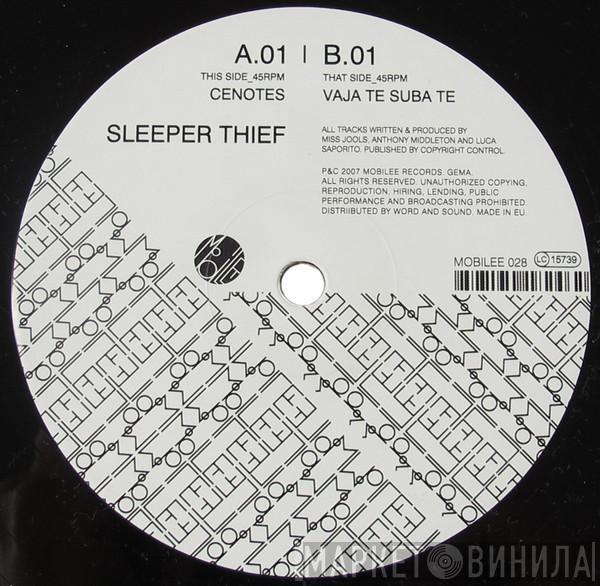 A.01 | B.01
THIS SIDE_45RPM
THAT SIDE_45RPM
CENOTES
VAJA TE SUBA TE
SLEEPER THIEF
ALL TRACKS WRITTEN & PRODUCED BY
MISS JOOLS, ANTHONY MIDDLETON AND LUCA
SAPORITO. PUBLISHED BY COPYRIGHT CONTROL.
P&C 2007 MOBILEE RECORDS. GEMA.
ALL RIGHTS RESERVED. UNAUTHORIZED COPYING,
REPRODUCTION, HIRING, LENDING, PUBLIC
PERFORMANCE AND BROADCASTING PROHIBITED.
DISTRIIBUTED BY WORD AND SOUND. MADE IN EU.
MOBILEE
MOBILEE 028 LC 15739
МАРКЕТ ВИНИЛА